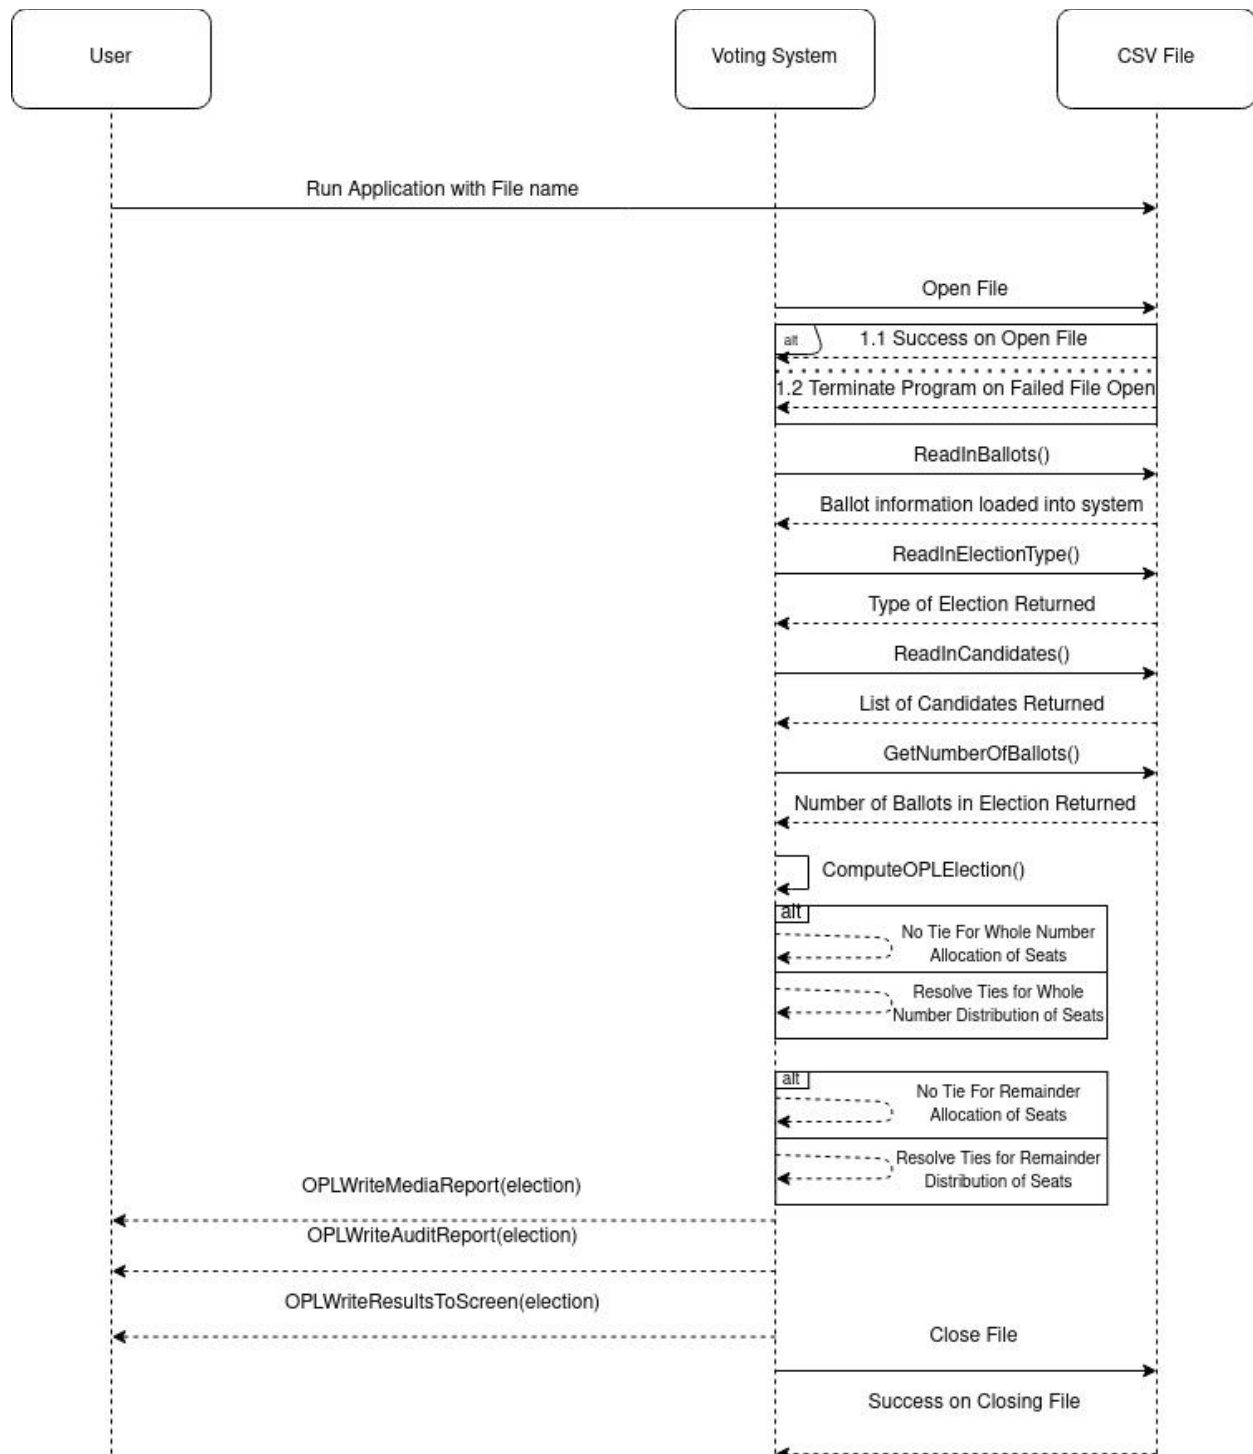 User
Voting System
CSV File
Run Application with File name
Open File
alt
1.1 Success on Open File
1.2 Terminate Program on Failed File Open
ReadInBallots()
Ballot information loaded into system
ReadInElectionType()
Type of Election Returned
ReadInCandidates()
List of Candidates Returned
GetNumberOfBallots()
Number of Ballots in Election Returned
ComputeOPLElection()
alt
No Tie For Whole Number
Allocation of Seats
Resolve Ties for Whole
Number Distribution of Seats
alt
No Tie For Remainder
Allocation of Seats
Resolve Ties for Remainder
Distribution of Seats
OPLWriteMediaReport(election)
OPLWriteAuditReport(election)
OPLWriteResultsToScreen(election)
Close File
Success on Closing File